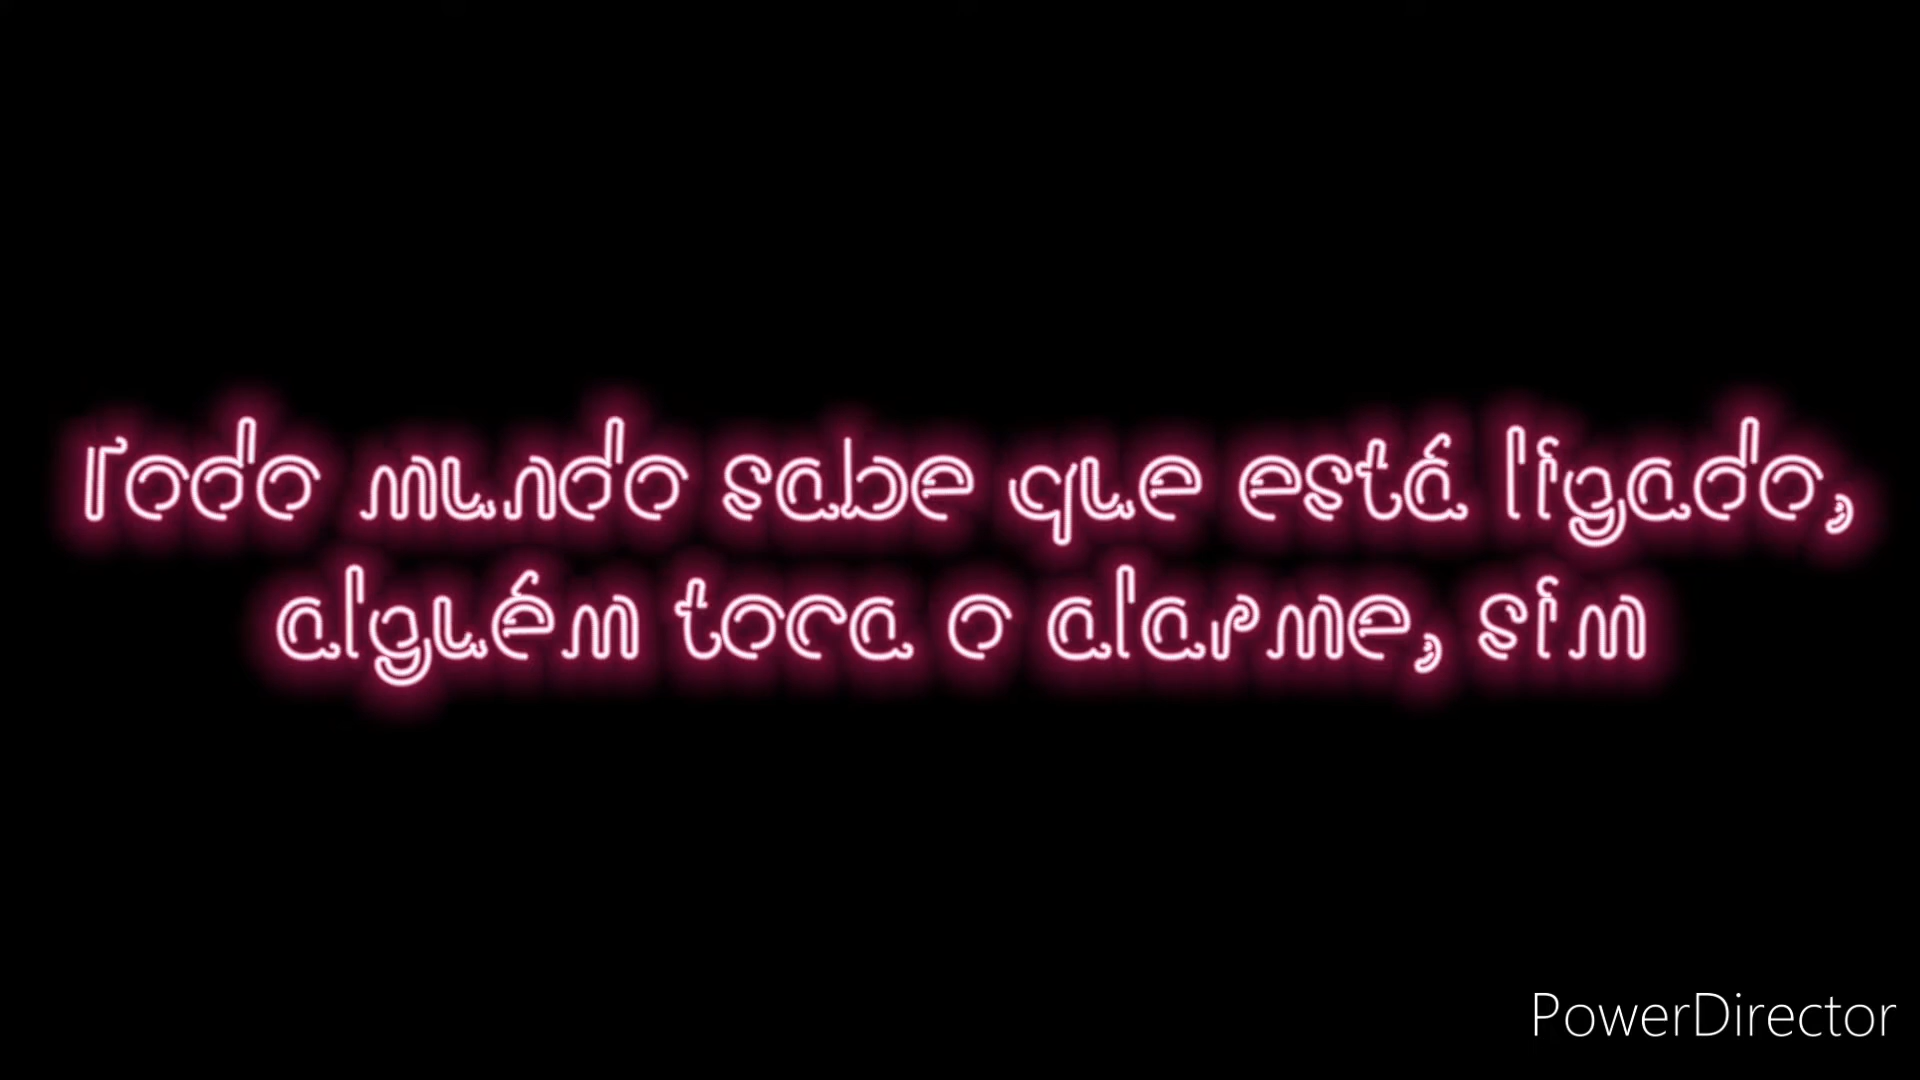 Todo mundo sabe que está ligado,
alguém toca o alarme, sim
PowerDirector